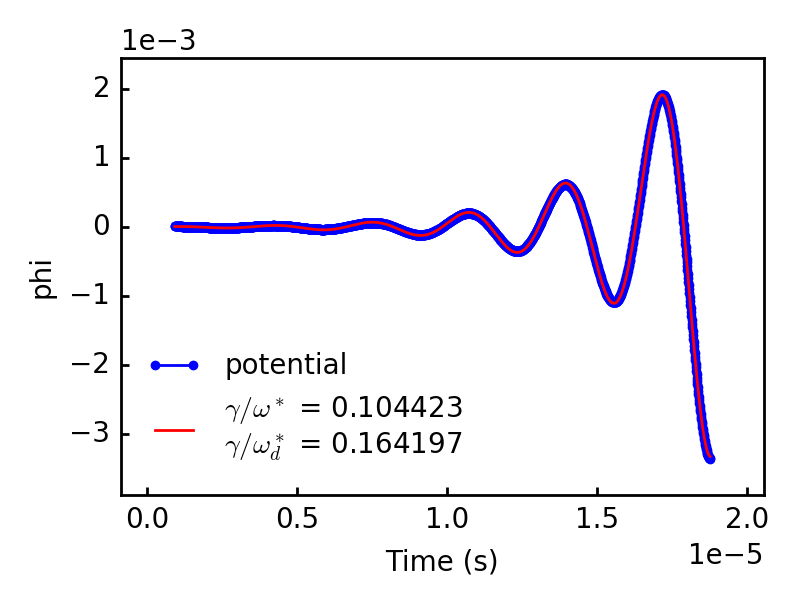 1e−3
2
1
0
−1
−2
−3
phi
potential
γ/ω* = 0.104423
γ/ω*_d = 0.164197
0.0 0.5 1.0 1.5 2.0
1e−5
Time (s)